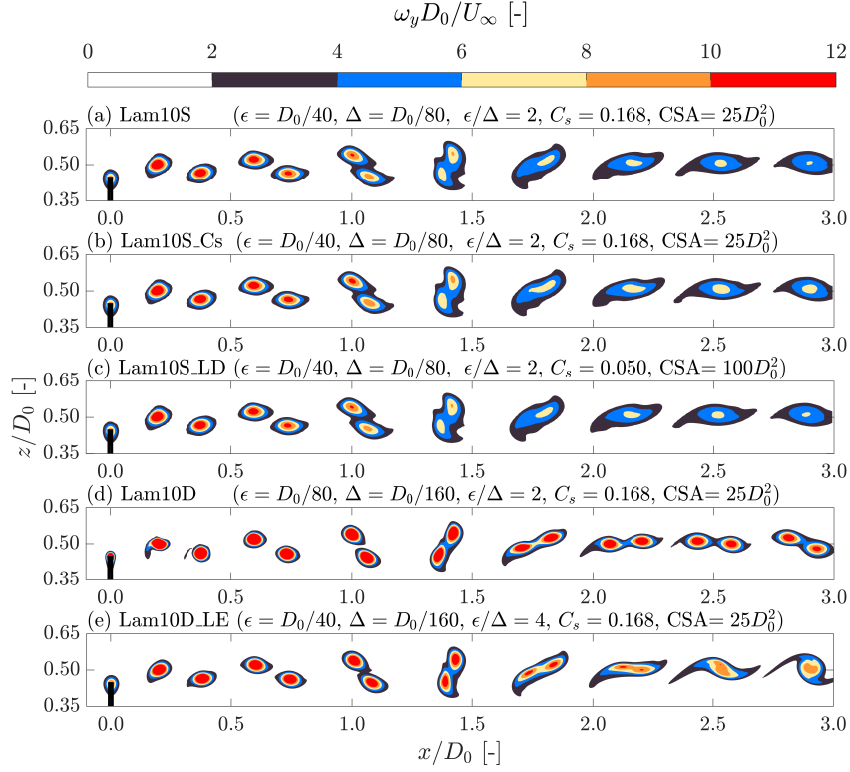 ω_y D_0/U_∞ [-]
0 2 4 6 8 10 12
(a) Lam10S (ϵ = D_0/40, Δ = D_0/80, ϵ/Δ = 2, C_s = 0.168, CSA= 25D_0^2)
0.65
0.50
0.35
0.0 0.5 1.0 1.5 2.0 2.5 3.0
(b) Lam10S_Cs (ϵ = D_0/40, Δ = D_0/80, ϵ/Δ = 2, C_s = 0.168, CSA= 25D_0^2)
0.65
0.50
0.35
0.0 0.5 1.0 1.5 2.0 2.5 3.0
(c) Lam10S_LD (ϵ = D_0/40, Δ = D_0/80, ϵ/Δ = 2, C_s = 0.050, CSA= 100D_0^2)
0.65
0.50
0.35
0.0 0.5 1.0 1.5 2.0 2.5 3.0
z/D_0 [-]
(d) Lam10D (ϵ = D_0/80, Δ = D_0/160, ϵ/Δ = 2, C_s = 0.168, CSA= 25D_0^2)
0.65
0.50
0.35
0.0 0.5 1.0 1.5 2.0 2.5 3.0
(e) Lam10D_LE (ϵ = D_0/40, Δ = D_0/160, ϵ/Δ = 4, C_s = 0.168, CSA= 25D_0^2)
0.65
0.50
0.35
0.0 0.5 1.0 1.5 2.0 2.5 3.0
x/D_0 [-]